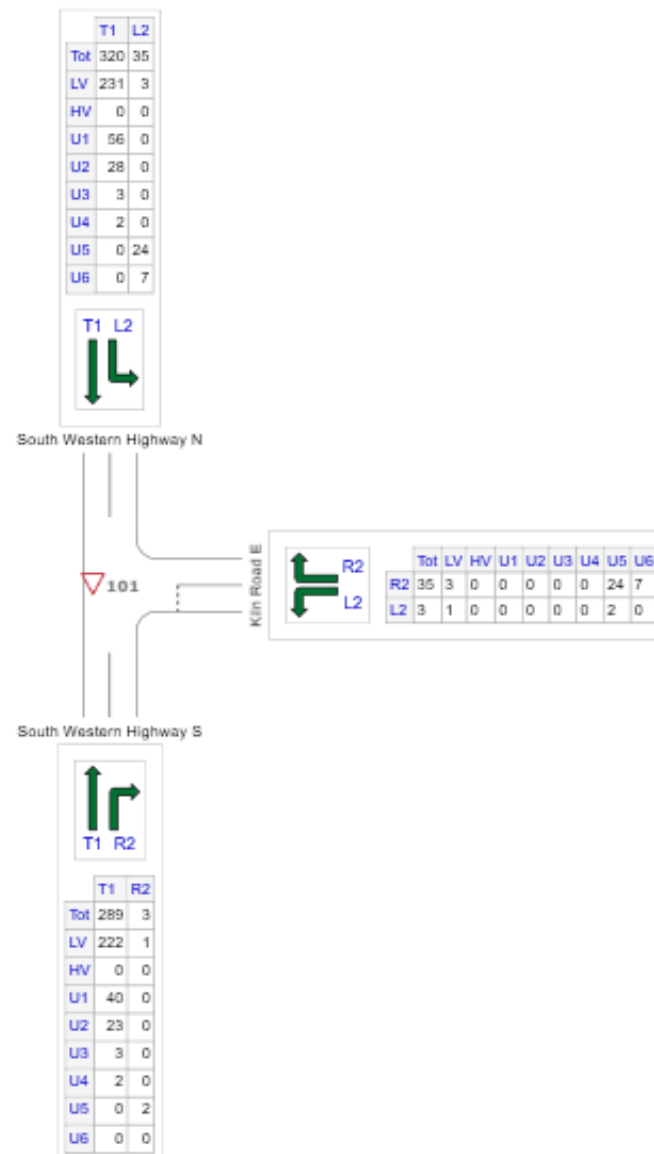 T1 L2
Tot 320 35
LV 231 3
HV 0 0
U1 56 0
U2 28 0
U3 3 0
U4 2 0
U5 0 24
U6 0 7
T1 L2
South Western Highway N
101
Kiln Road E
R2
L2
Tot LV HV U1 U2 U3 U4 U5 U6
R2 35 3 0 0 0 0 0 24 7
L2 3 1 0 0 0 0 0 2 0
South Western Highway S
T1 R2
T1 R2
Tot 289 3
LV 222 1
HV 0 0
U1 40 0
U2 23 0
U3 3 0
U4 2 0
U5 0 2
U6 0 0